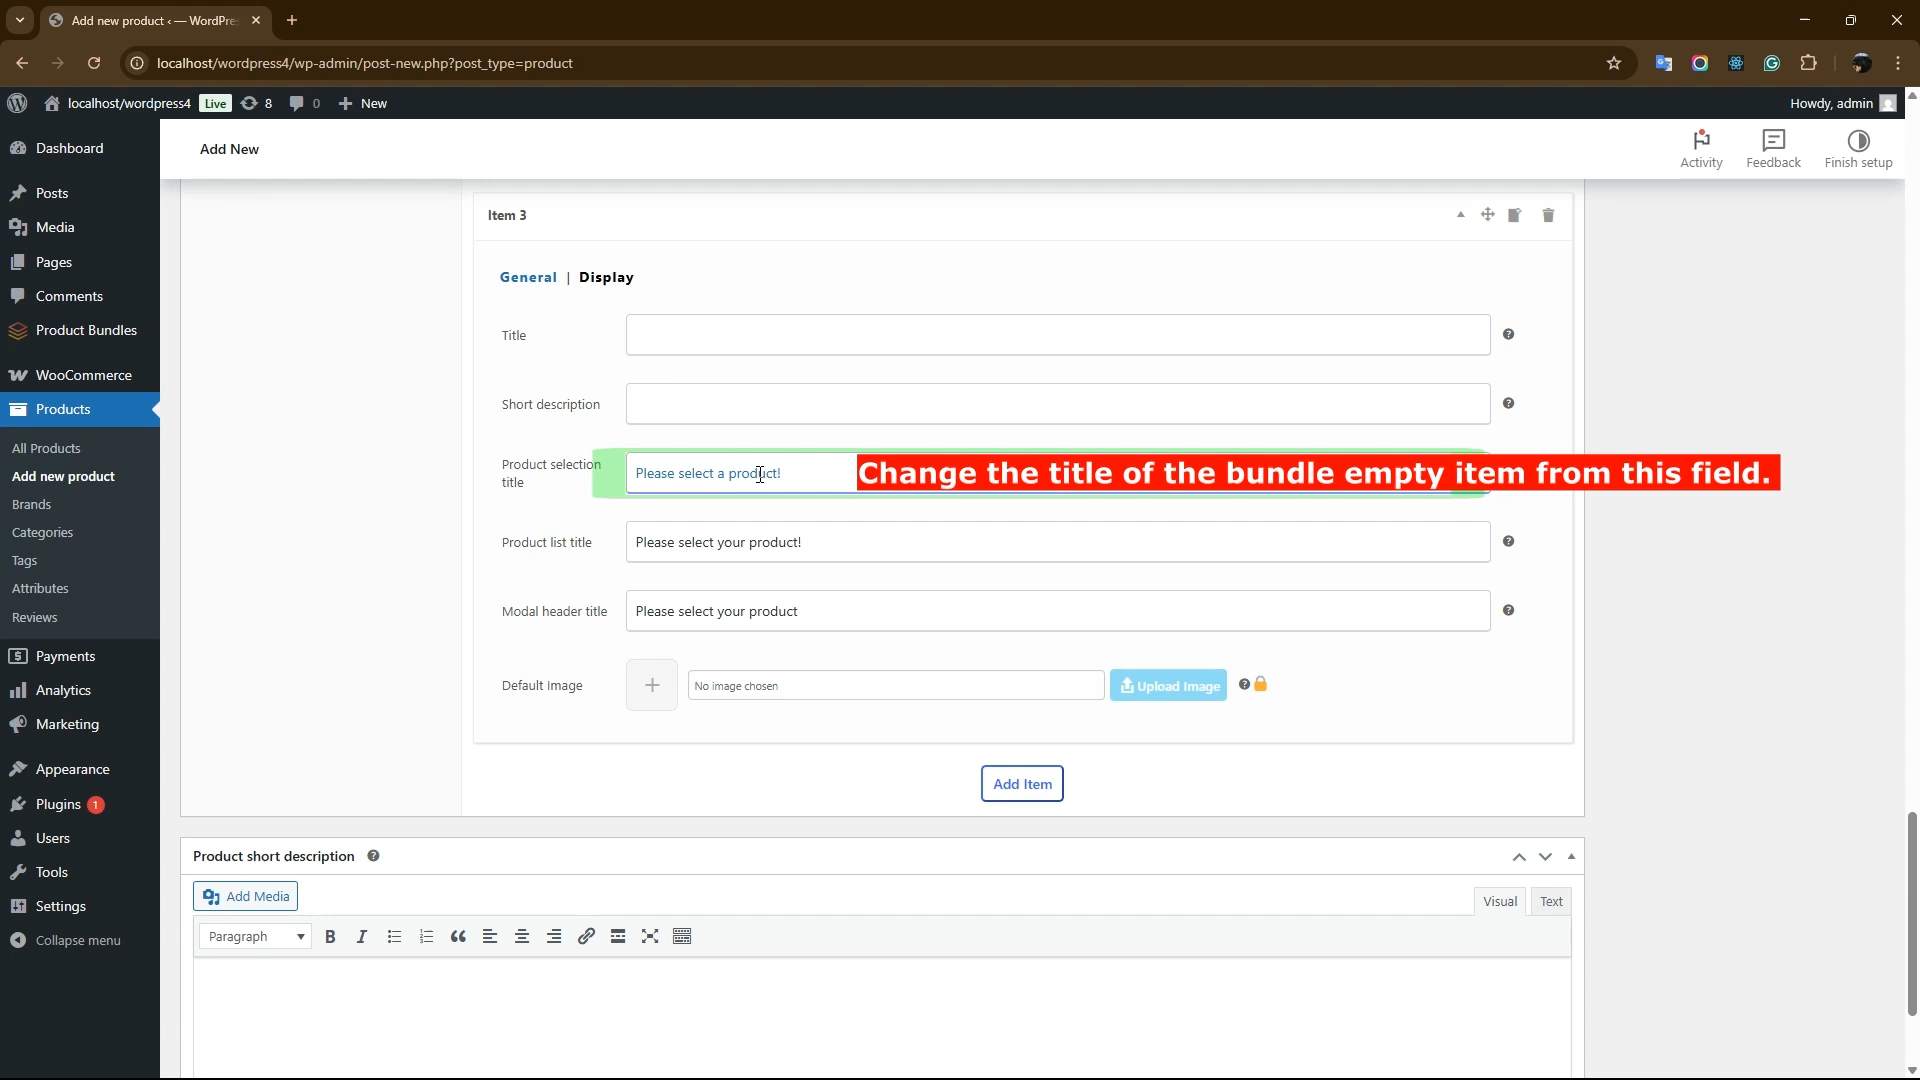 Add new product ‹ — WordPre
localhost/wordpress4/wp-admin/post-new.php?post_type=product
localhost/wordpress4 Live 8 0 New
Howdy, admin
Add New
Activity
Feedback
Finish setup
Dashboard
Posts
Media
Pages
Comments
Product Bundles
WooCommerce
Products
All Products
Add new product
Brands
Categories
Tags
Attributes
Reviews
Payments
Analytics
Marketing
Appearance
Plugins 1
Users
Tools
Settings
Collapse menu
Item 3
General | Display
Title
Short description
Product selection
title
Please select a product!
Change the title of the bundle empty item from this field.
Product list title
Please select your product!
Modal header title
Please select your product
Default Image
No image chosen
Upload Image
Add Item
Product short description
Add Media
Visual
Text
Paragraph